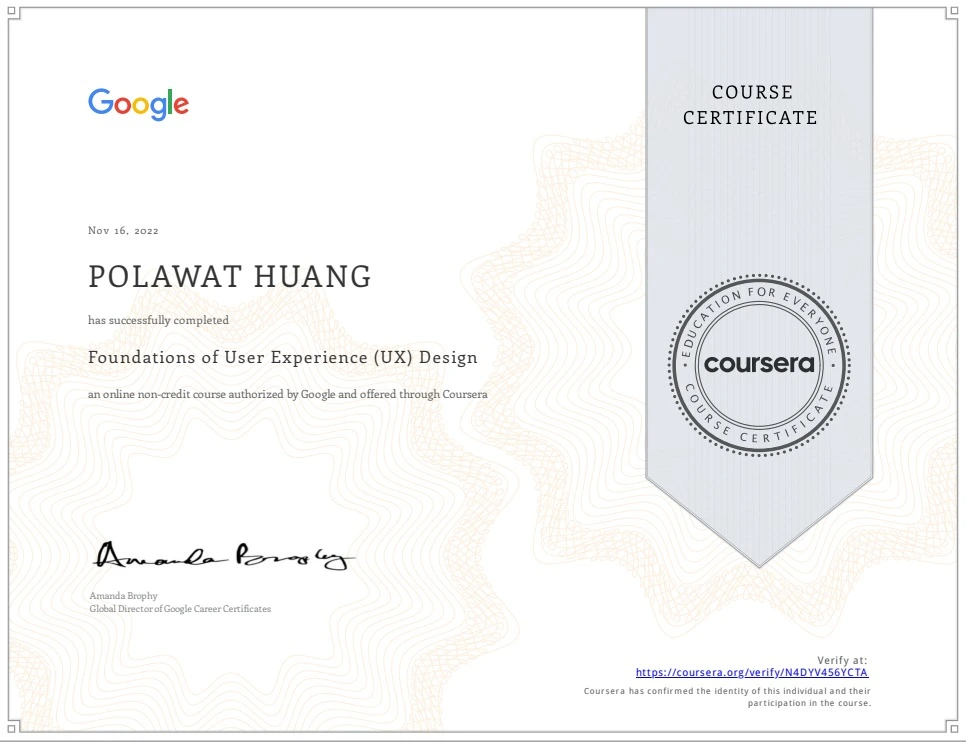 Google
COURSE
CERTIFICATE
Nov 16, 2022
POLAWAT HUANG
has successfully completed
Foundations of User Experience (UX) Design
an online non-credit course authorized by Google and offered through Coursera
EDUCATION FOR EVERYONE
coursera
COURSE CERTIFICATE
Amanda Brophy
Amanda Brophy
Global Director of Google Career Certificates
Verify at:
https://coursera.org/verify/N4DYV456YCTA
Coursera has confirmed the identity of this individual and their
participation in the course.